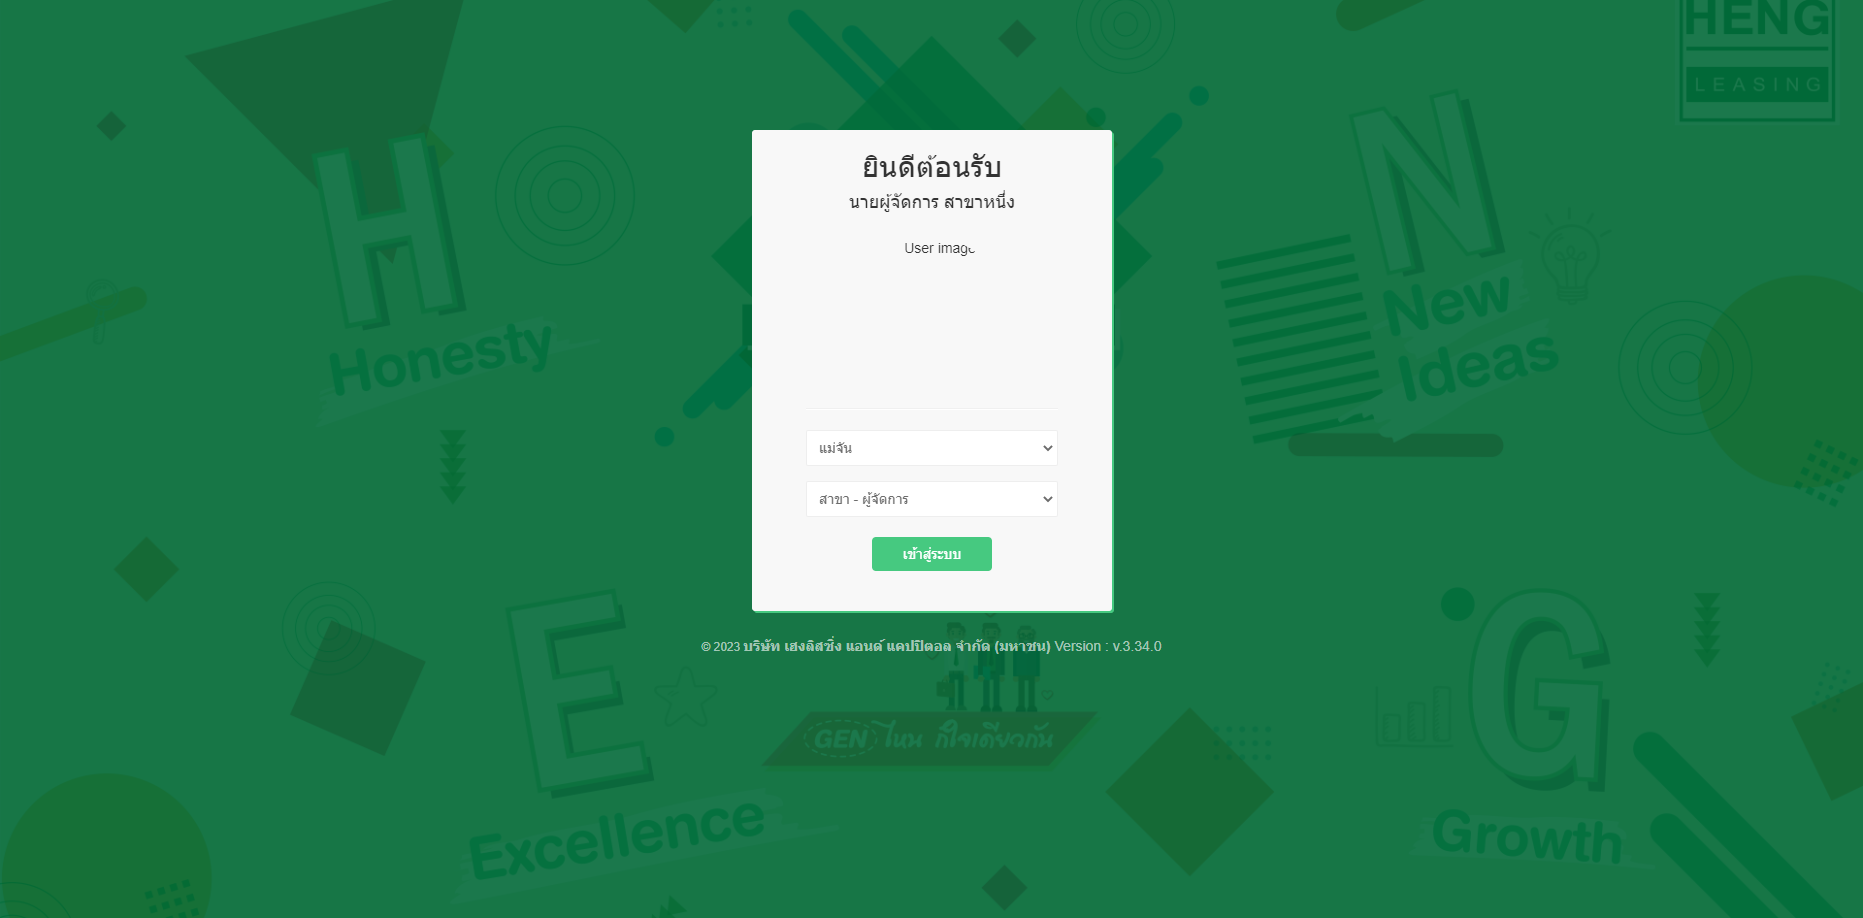 HENG
LEASING
H
Honesty
N
New
Ideas
ยินดีต้อนรับ
นายผู้จัดการ สาขาหนึ่ง
User image
แม่จัน
สาขา - ผู้จัดการ
เข้าสู่ระบบ
© 2023 บริษัท เฮงลิสซิ่ง แอนด์ แคปปิตอล จำกัด (มหาชน) Version : v.3.34.0
GEN ไหน ก็ใจเดียวกัน
E
Excellence
G
Growth